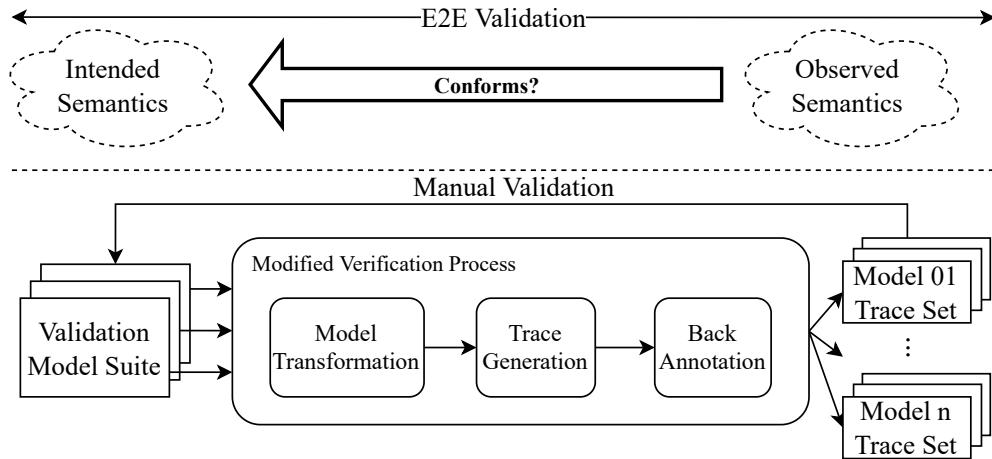 E2E Validation
Intended
Semantics
Conforms?
Observed
Semantics
Manual Validation
Validation
Model Suite
Modified Verification Process
Model
Transformation
Trace
Generation
Back
Annotation
Model 01
Trace Set
...
Model n
Trace Set